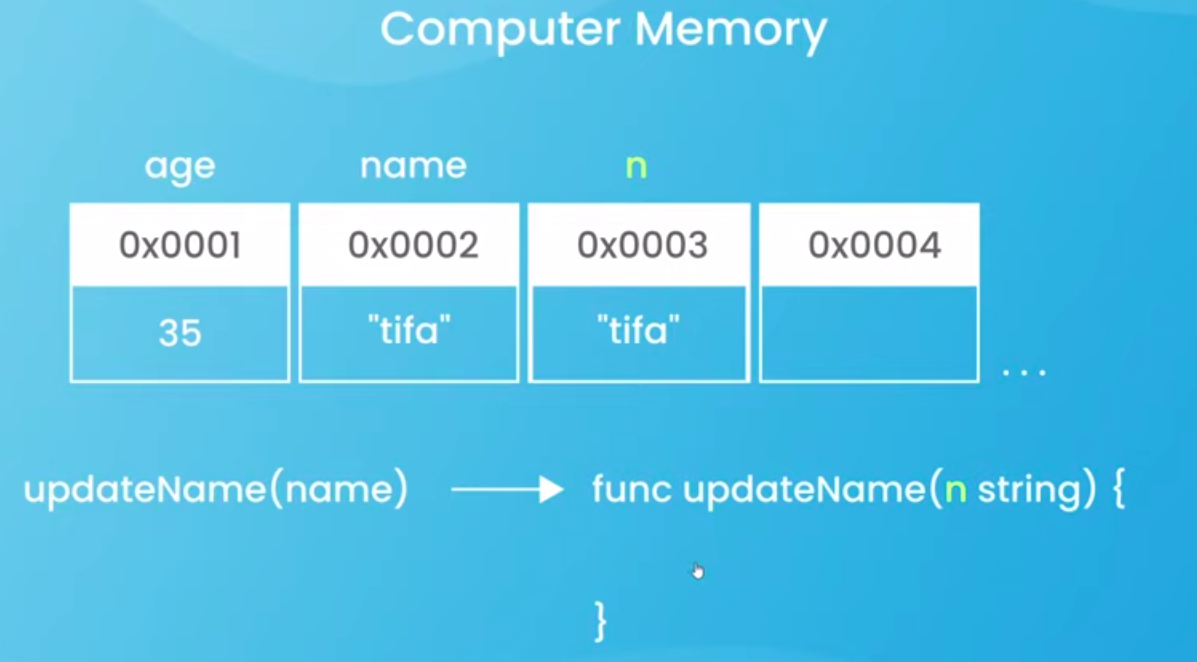 Computer Memory
age name n
0x0001 0x0002 0x0003 0x0004
35 "tifa" "tifa"
...
updateName(name) func updateName(n string) {
}